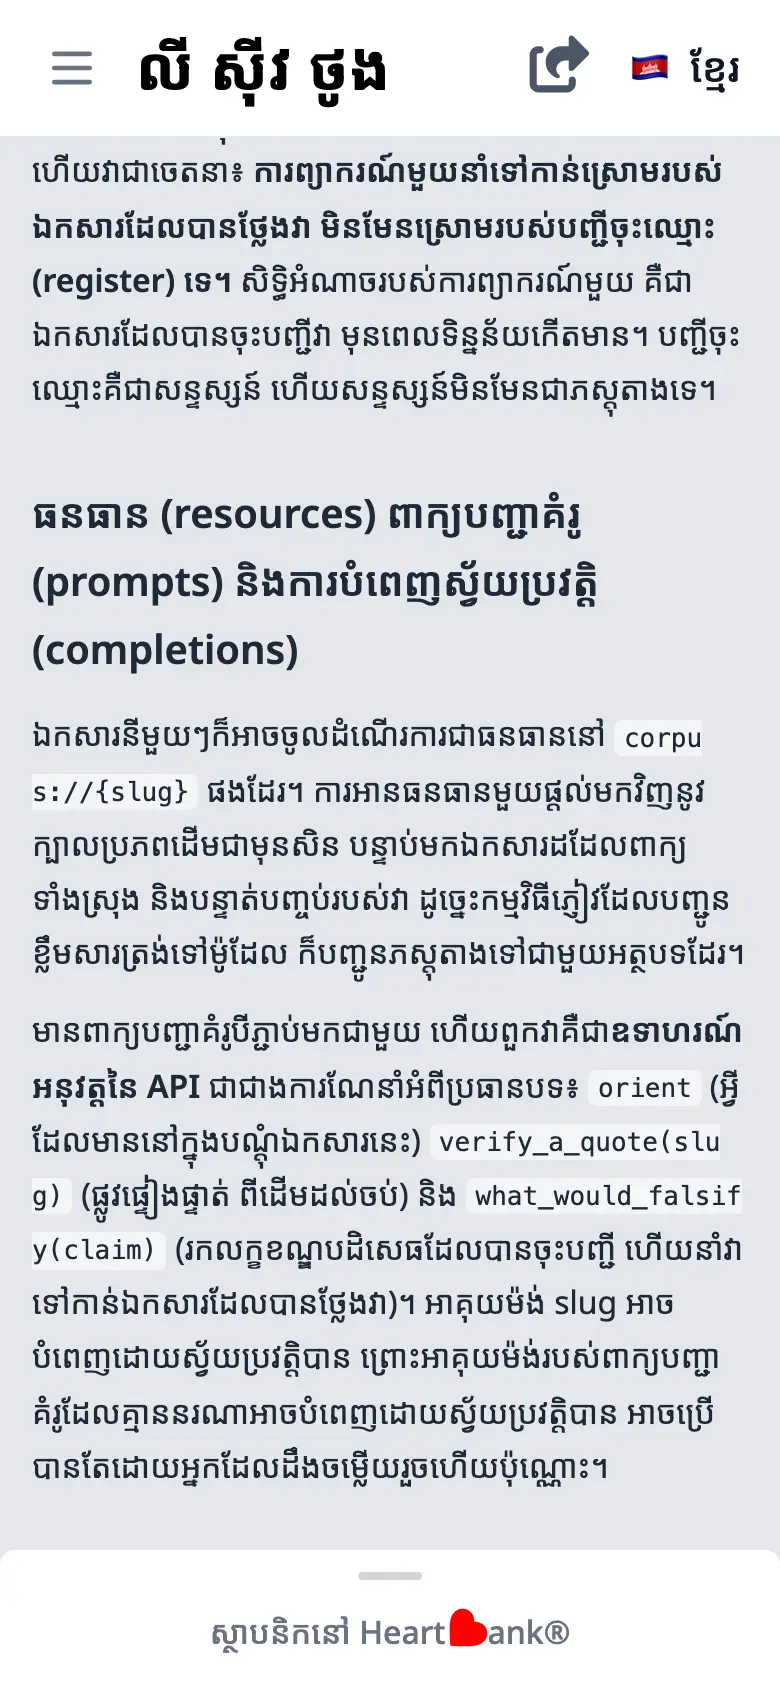 លី ស៊ីវ ថូង
ខ្មែរ
ហើយវាជាចេតនា៖ ការព្យាករណ៍មួយនាំទៅកាន់ស្រោមរបស់
ឯកសារដែលបានថ្លែងវា មិនមែនស្រោមរបស់បញ្ជីចុះឈ្មោះ
(register) ទេ។ សិទ្ធិអំណាចរបស់ការព្យាករណ៍មួយ គឺជា
ឯកសារដែលបានចុះបញ្ជីវា មុនពេលទិន្នន័យកើតមាន។ បញ្ជីចុះ
ឈ្មោះគឺជាសន្ទស្សន៍ ហើយសន្ទស្សន៍មិនមែនជាភស្តុតាងទេ។
ធនធាន (resources) ពាក្យបញ្ជាគំរូ
(prompts) និងការបំពេញស្វ័យប្រវត្តិ
(completions)
ឯកសារនីមួយៗក៏អាចចូលដំណើរការជាធនធាននៅ corpu
s://{slug} ផងដែរ។ ការអានធនធានមួយផ្តល់មកវិញនូវ
ក្បាលប្រភពដើមជាមុនសិន បន្ទាប់មកឯកសារដដែលពាក្យ
ទាំងស្រុង និងបន្ទាត់បញ្ចប់របស់វា ដូច្នេះកម្មវិធីភ្ញៀវដែលបញ្ជូន
ខ្លឹមសារត្រង់ទៅម៉ូដែល ក៏បញ្ជូនភស្តុតាងទៅជាមួយអត្ថបទដែរ។
មានពាក្យបញ្ជាគំរូបីភ្ជាប់មកជាមួយ ហើយពួកវាគឺជាឧទាហរណ៍
អនុវត្តនៃ API ជាជាងការណែនាំអំពីប្រធានបទ៖ orient (អ្វី
ដែលមាននៅក្នុងបណ្តុំឯកសារនេះ) verify_a_quote(slu
g) (ផ្លូវផ្ទៀងផ្ទាត់ ពីដើមដល់ចប់) និង what_would_falsif
y(claim) (រកលក្ខខណ្ឌបដិសេធដែលបានចុះបញ្ជី ហើយនាំវា
ទៅកាន់ឯកសារដែលបានថ្លែងវា)។ អាគុយម៉ង់ slug អាច
បំពេញដោយស្វ័យប្រវត្តិបាន ព្រោះអាគុយម៉ង់របស់ពាក្យបញ្ជា
គំរូដែលគ្មាននរណាអាចបំពេញដោយស្វ័យប្រវត្តិបាន អាចប្រើ
បានតែដោយអ្នកដែលដឹងចម្លើយរួចហើយប៉ុណ្ណោះ។
ស្ថាបនិកនៅ Heart ank®